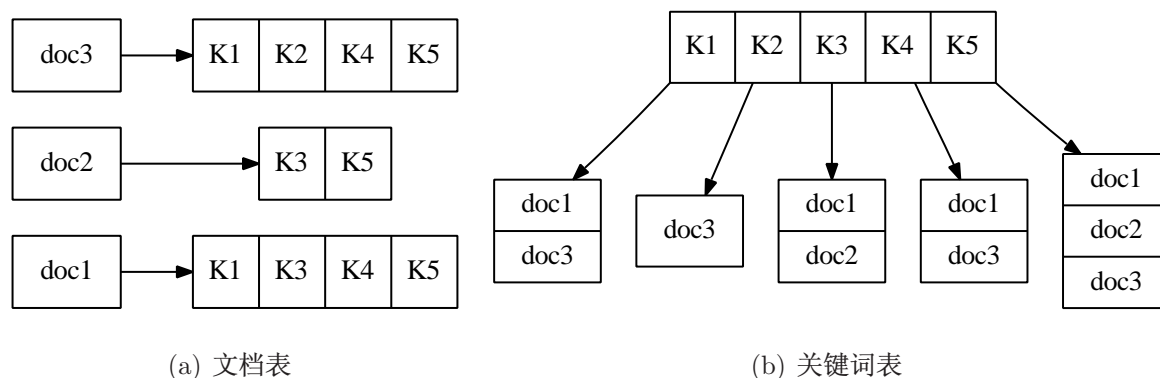 doc3 K1 K2 K4 K5
doc2 K3 K5
doc1 K1 K3 K4 K5
(a) 文档表
K1 K2 K3 K4 K5
doc1
doc3
doc3
doc1
doc2
doc1
doc3
doc1
doc2
doc3
(b) 关键词表